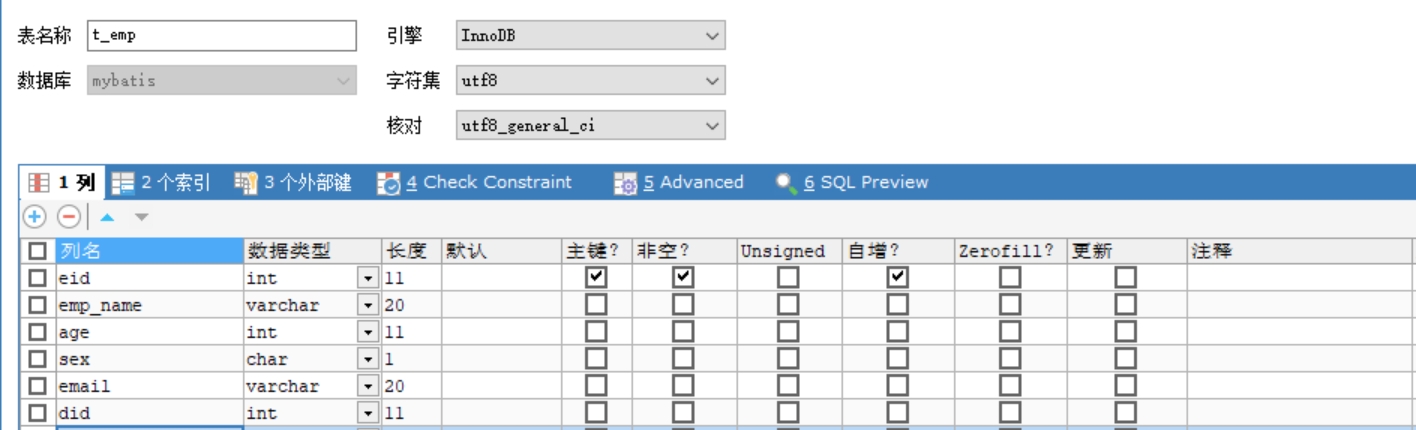 表名称 t_emp 引擎 InnoDB
数据库 mybatis 字符集 utf8
核对 utf8_general_ci
1 列 2 个索引 3 个外部键 4 Check Constraint 5 Advanced 6 SQL Preview
列名 数据类型 长度 默认 主键? 非空? Unsigned 自增? Zerofill? 更新 注释
eid int 11
emp_name varchar 20
age int 11
sex char 1
email varchar 20
did int 11